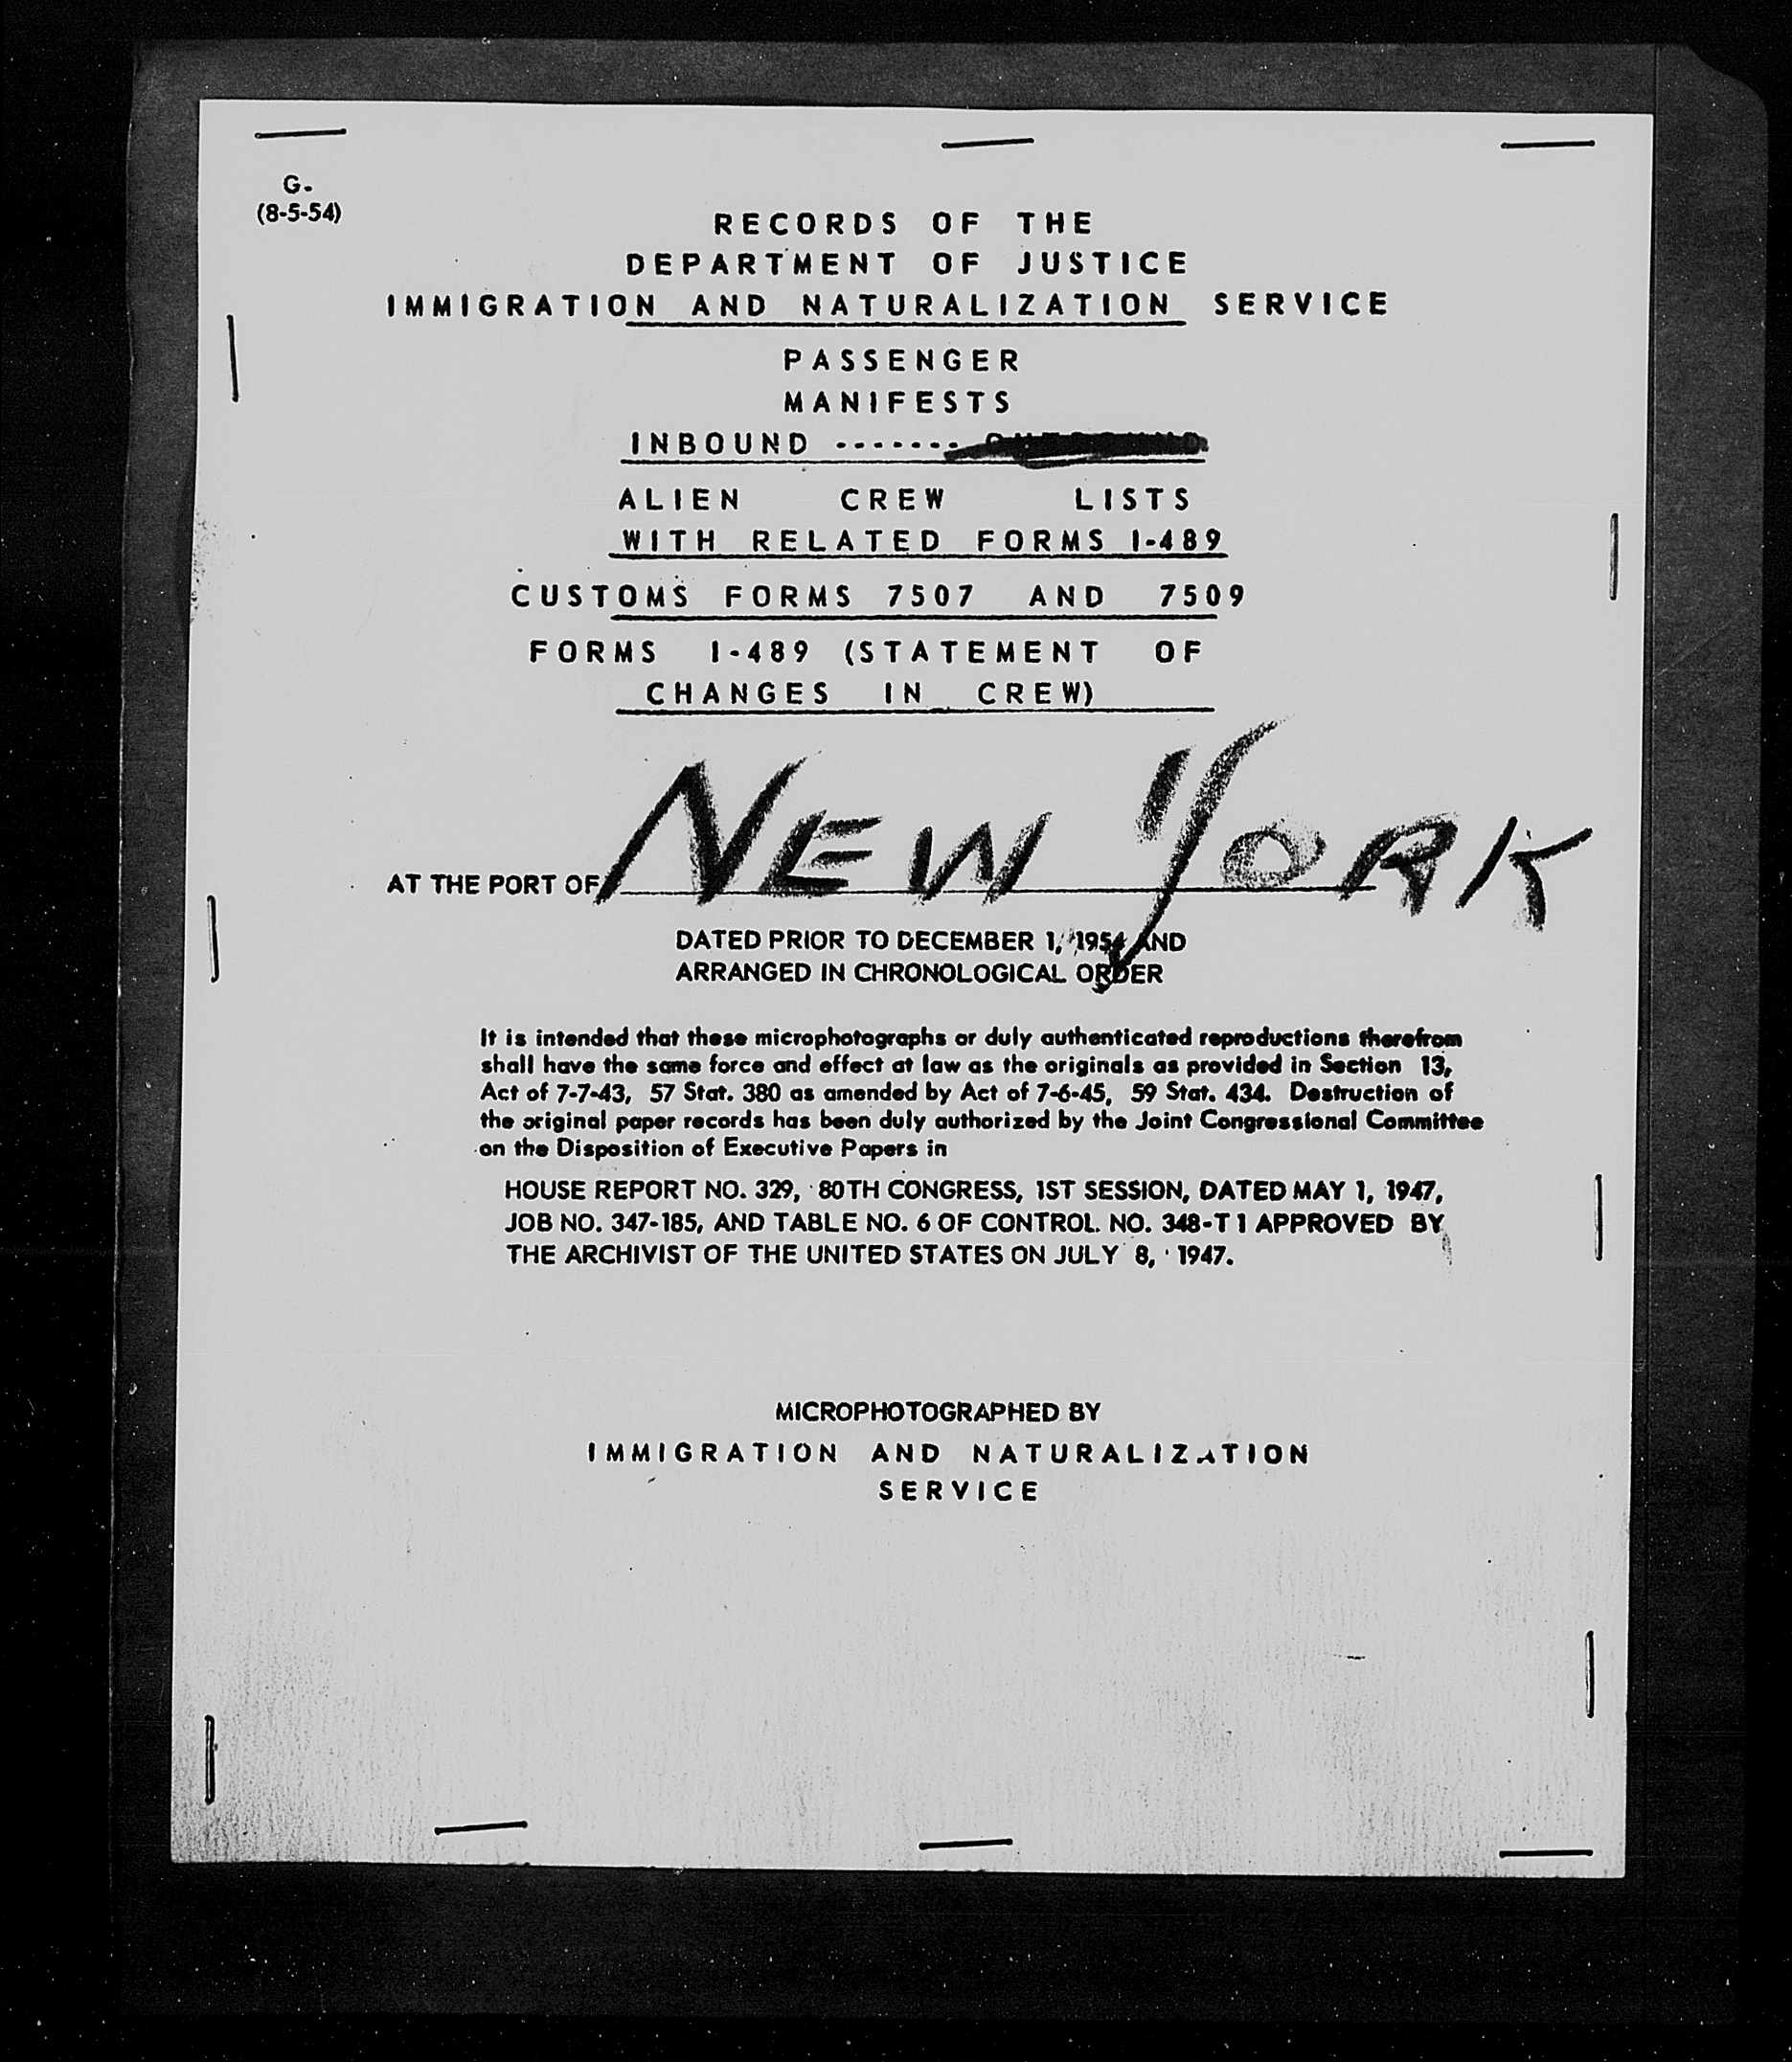 G-
(8-5-54)
RECORDS OF THE
DEPARTMENT OF JUSTICE
IMMIGRATION AND NATURALIZATION SERVICE
PASSENGER
MANIFESTS
INBOUND -------
ALIEN CREW LISTS
WITH RELATED FORMS I-489
CUSTOMS FORMS 7507 AND 7509
FORMS I-489 (STATEMENT OF
CHANGES IN CREW)
AT THE PORT OF NEW YORK
DATED PRIOR TO DECEMBER 1, 1954 AND
ARRANGED IN CHRONOLOGICAL ORDER
It is intended that these microphotographs or duly authenticated reproductions therefrom
shall have the same force and effect at law as the originals as provided in Section 13,
Act of 7-7-43, 57 Stat. 380 as amended by Act of 7-6-45, 59 Stat. 434. Destruction of
the original paper records has been duly authorized by the Joint Congressional Committee
on the Disposition of Executive Papers in
HOUSE REPORT NO. 329, 80TH CONGRESS, 1ST SESSION, DATED MAY 1, 1947,
JOB NO. 347-185, AND TABLE NO. 6 OF CONTROL NO. 348-T 1 APPROVED BY
THE ARCHIVIST OF THE UNITED STATES ON JULY 8, 1947.
MICROPHOTOGRAPHED BY
IMMIGRATION AND NATURALIZATION
SERVICE